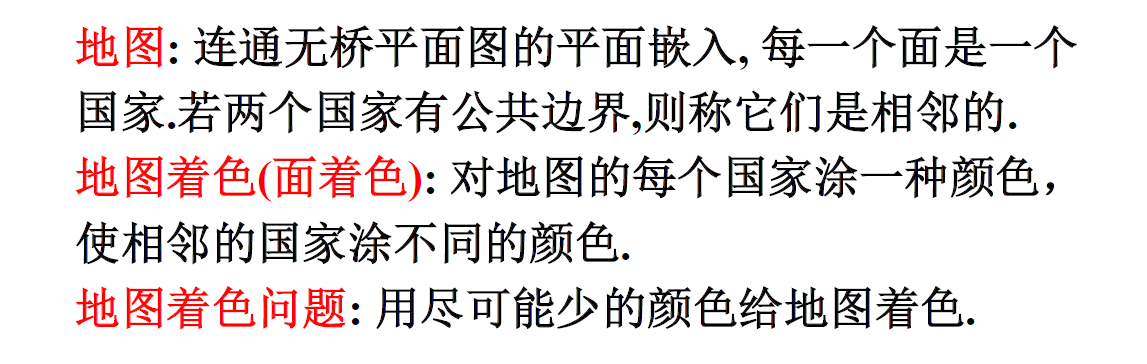 地图: 连通无桥平面图的平面嵌入, 每一个面是一个
国家.若两个国家有公共边界,则称它们是相邻的.
地图着色(面着色): 对地图的每个国家涂一种颜色，
使相邻的国家涂不同的颜色.
地图着色问题: 用尽可能少的颜色给地图着色.